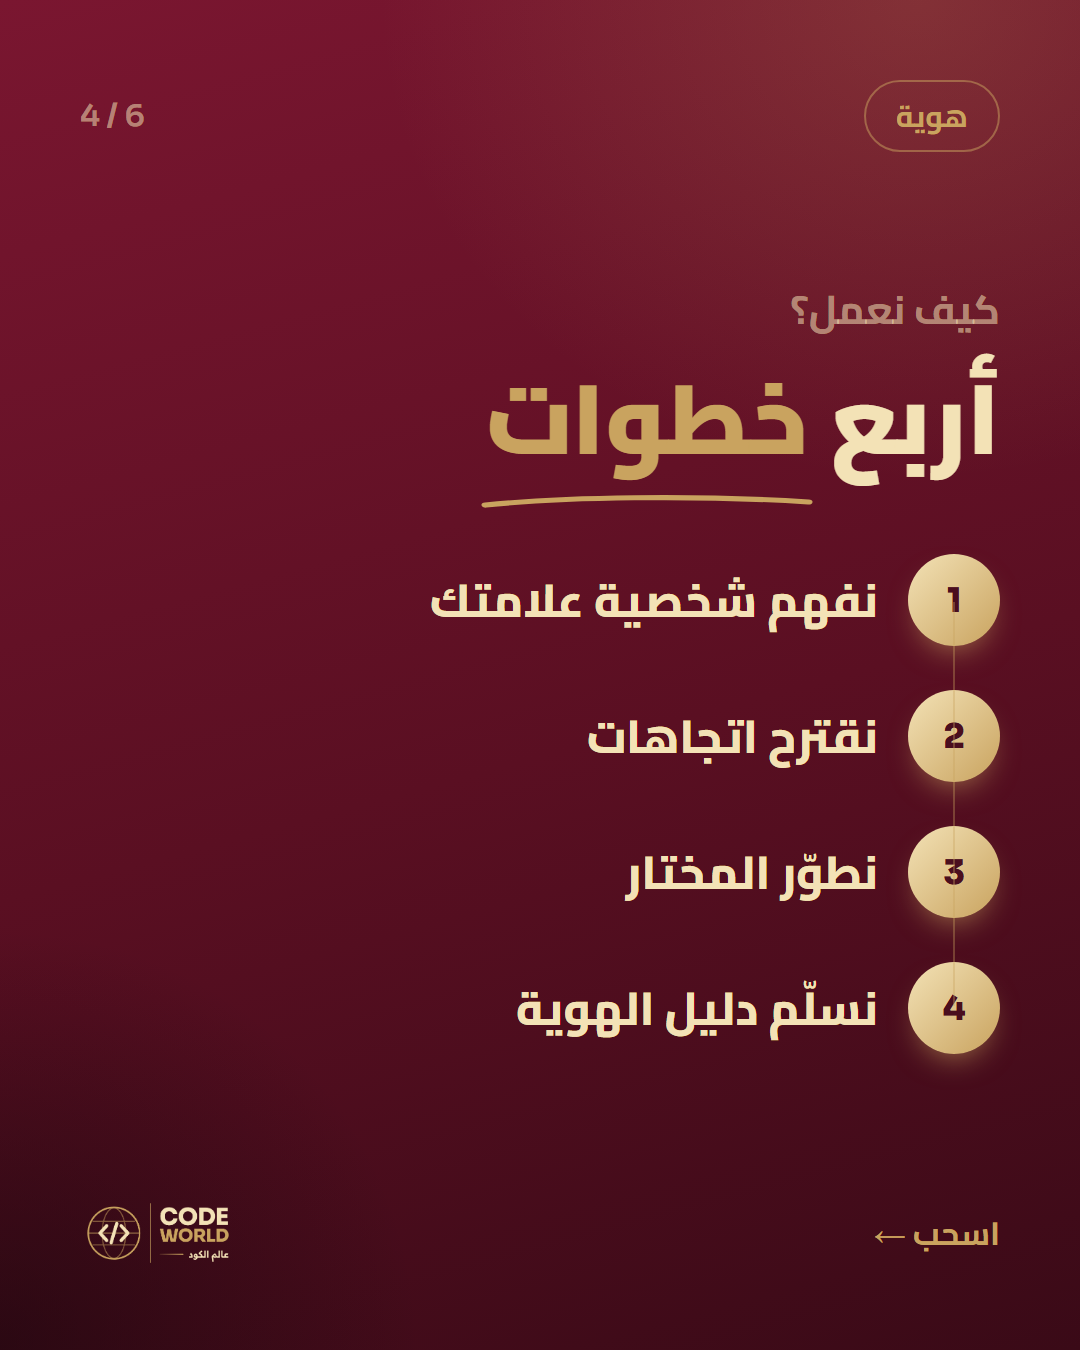 هوية
4 / 6
كيف نعمل؟
أربع خطوات
1 نفهم شخصية علامتك
2 نقترح اتجاهات
3 نطوّر المختار
4 نسلّم دليل الهوية
اسحب ←
</>
CODE
WORLD
عالم الكود